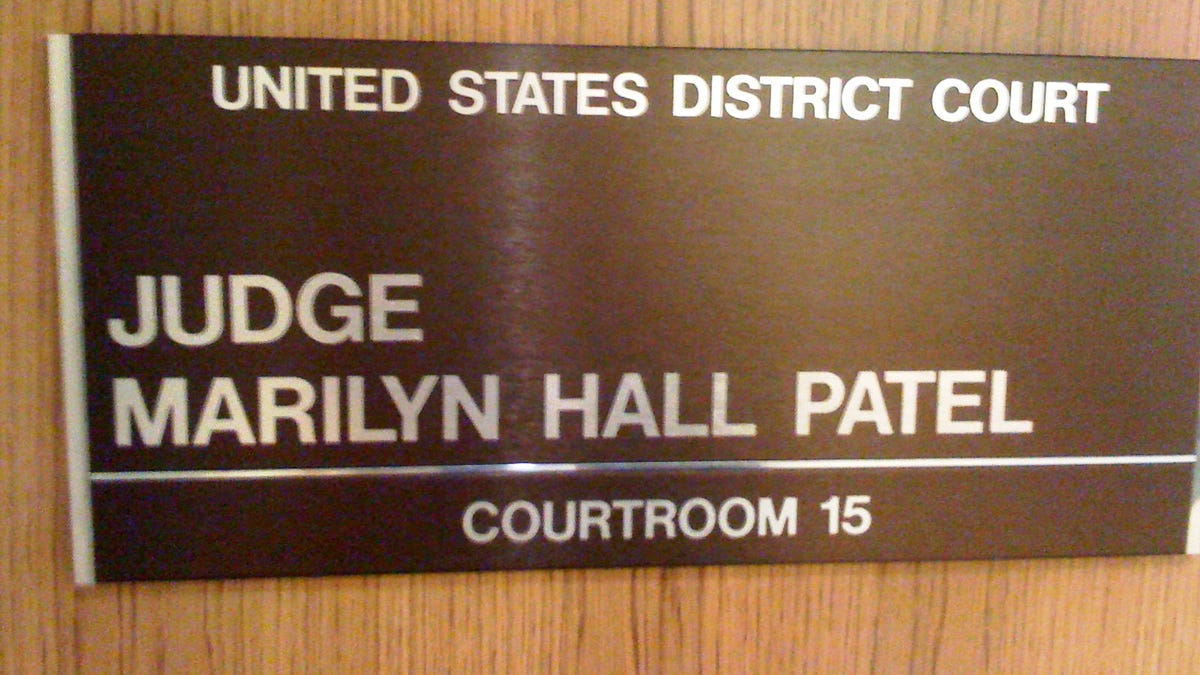 UNITED STATES DISTRICT COURT
JUDGE
MARILYN HALL PATEL
COURTROOM 15